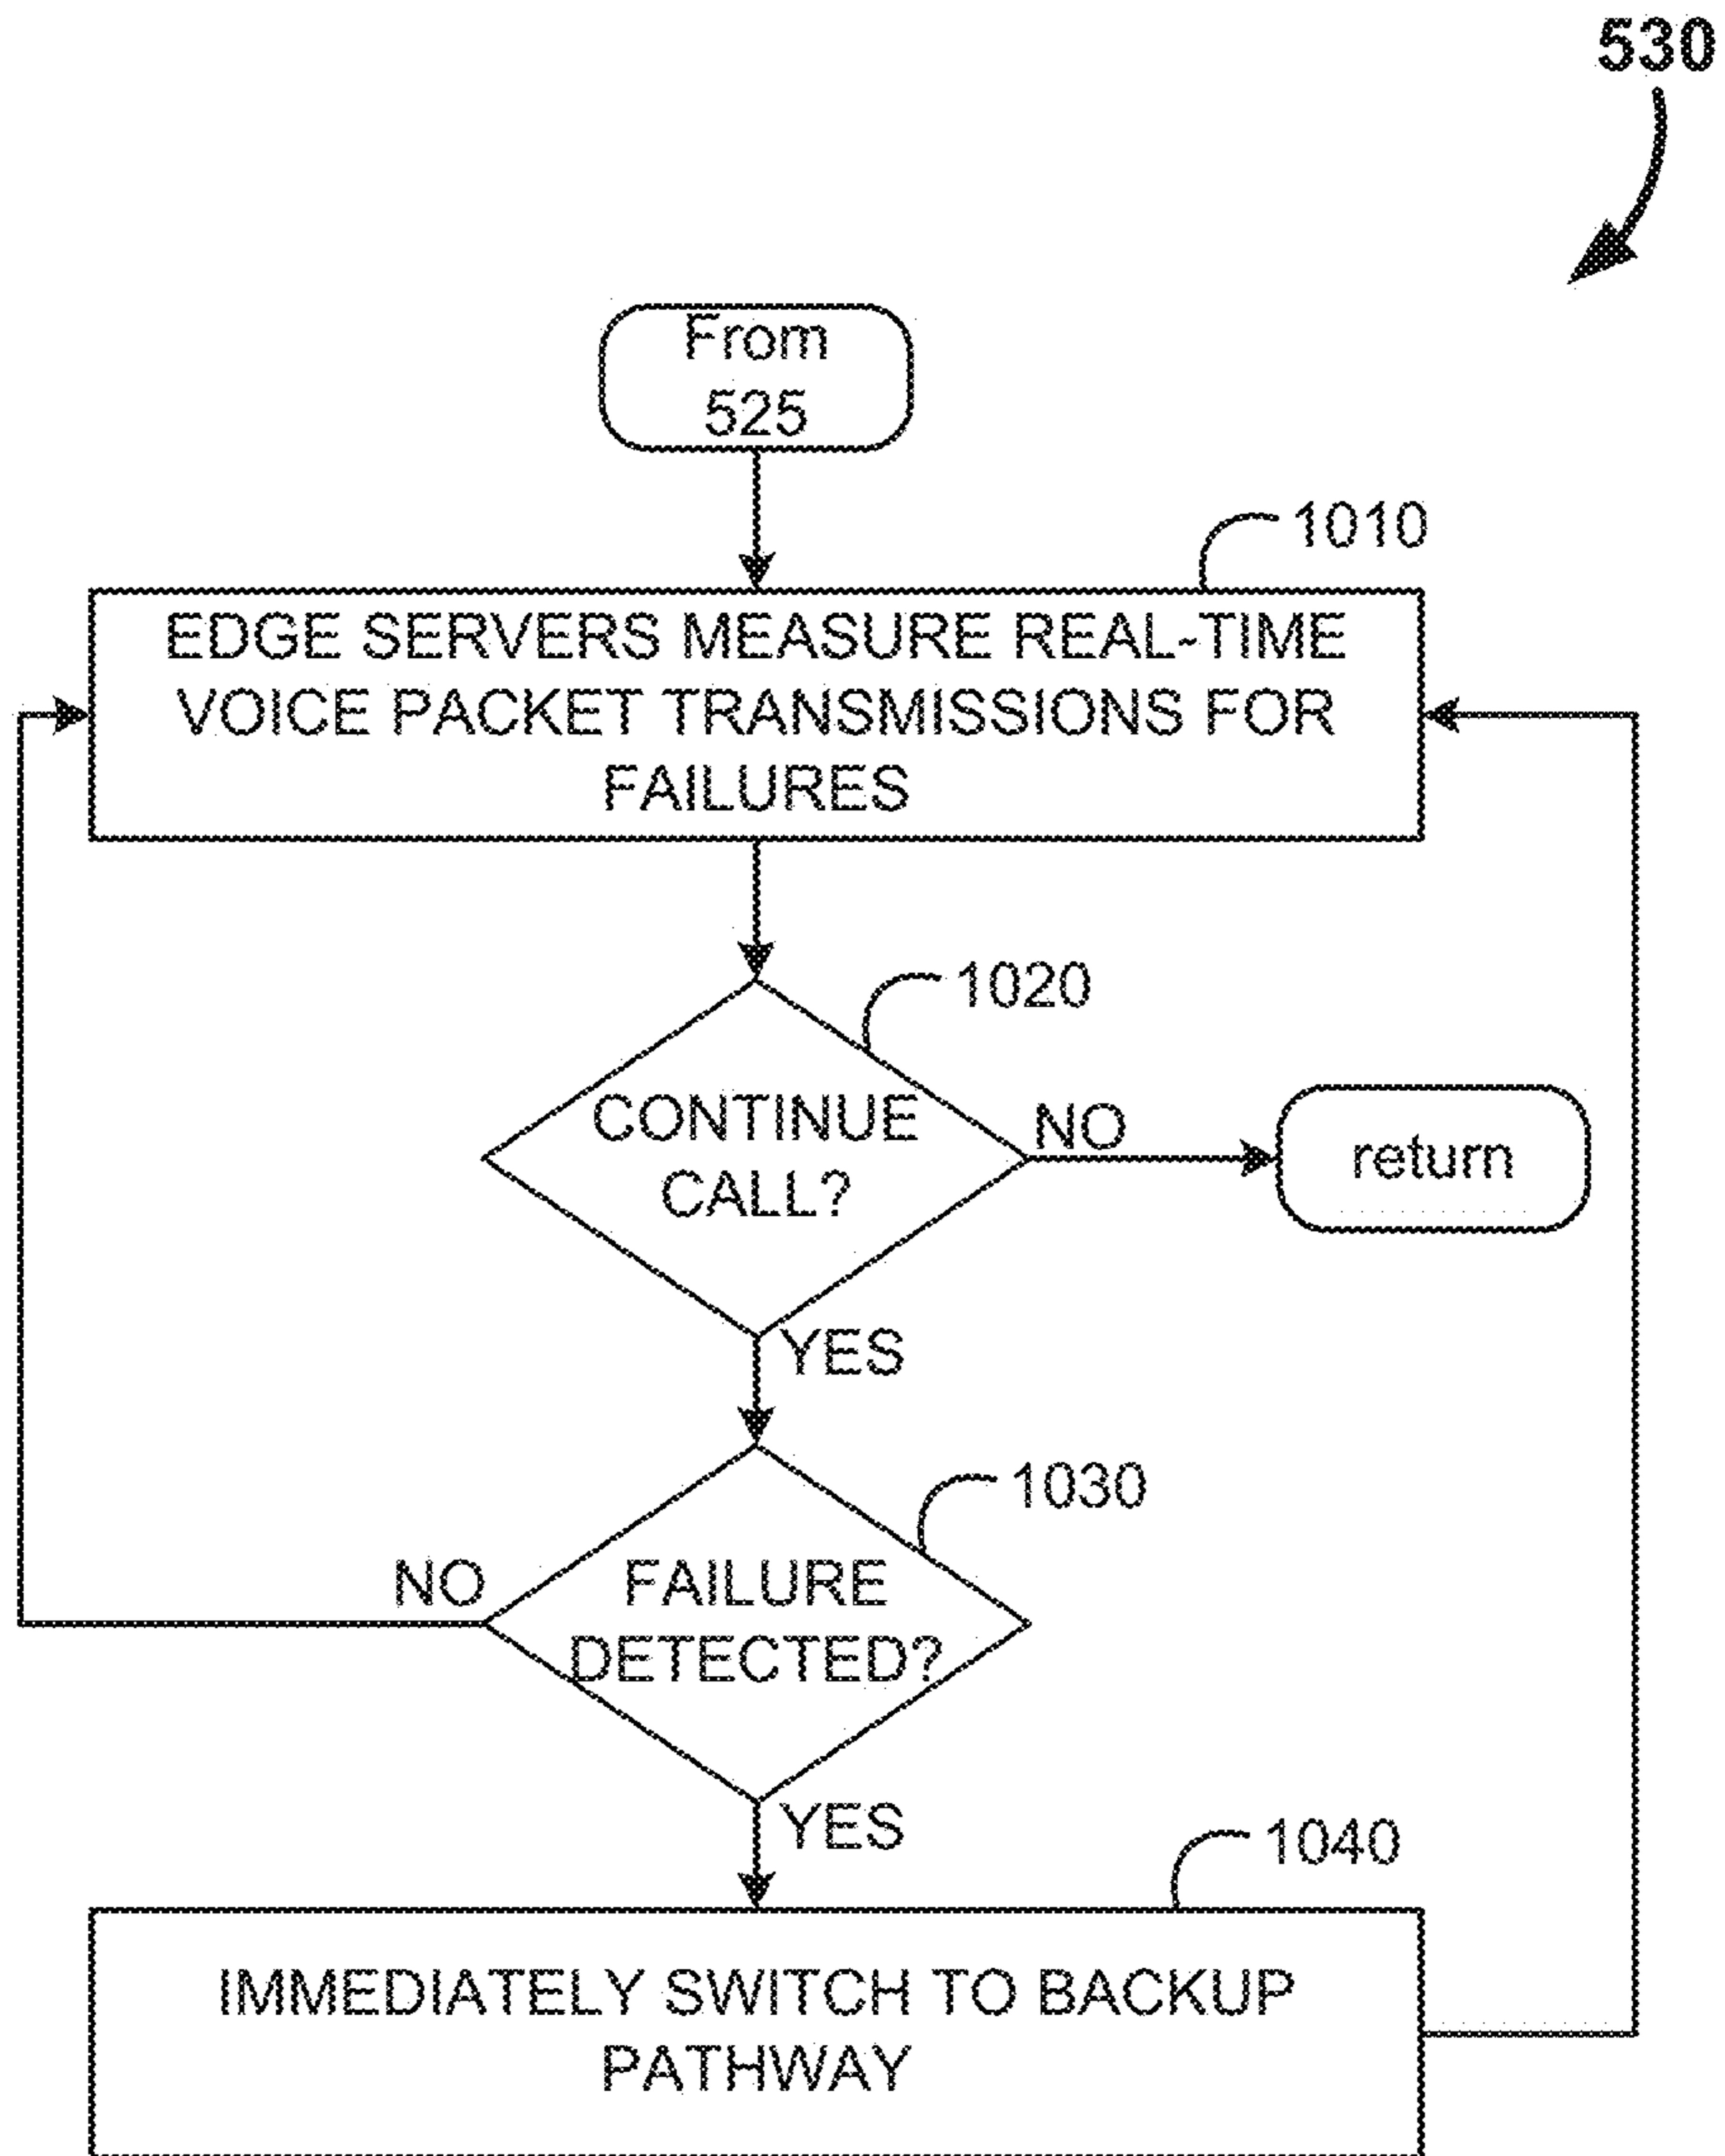 530
From
525
1010
EDGE SERVERS MEASURE REAL-TIME
VOICE PACKET TRANSMISSIONS FOR
FAILURES
1020
CONTINUE
CALL?
NO
return
YES
1030
NO
FAILURE
DETECTED?
YES
1040
IMMEDIATELY SWITCH TO BACKUP
PATHWAY